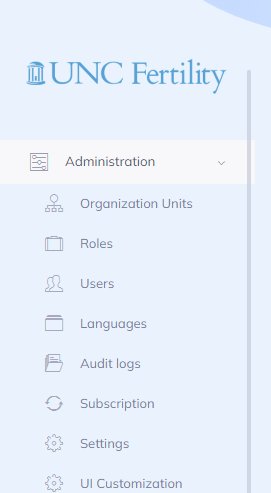 UNC Fertility
Administration
Organization Units
Roles
Users
Languages
Audit logs
Subscription
Settings
UI Customization